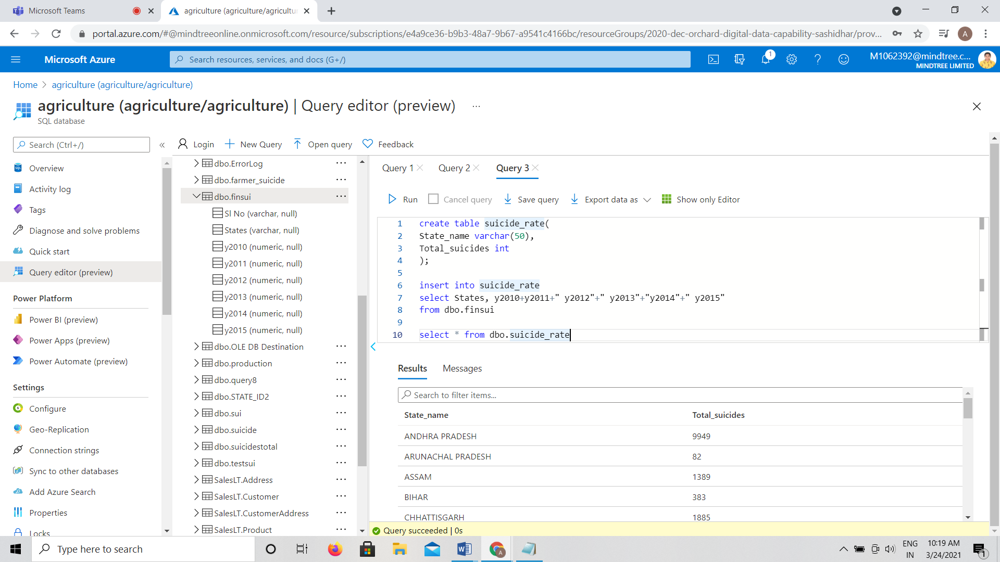 Microsoft Teams
agriculture (agriculture/agricultur
portal.azure.com/#@mindtreeonline.onmicrosoft.com/resource/subscriptions/e4a9ce36-b9b3-48a7-9b67-a9541c4166bc/resourceGroups/2020-dec-orchard-digital-data-capability-sashidhar/prov...
A
Microsoft Azure
Search resources, services, and docs (G+/)
1
M1062392@mindtree.c...
MINDTREE LIMITED
Home > agriculture (agriculture/agriculture)
agriculture (agriculture/agriculture) | Query editor (preview)
...
SQL database
Search (Ctrl+/)
«
Overview
Activity log
Tags
Diagnose and solve problems
Quick start
Query editor (preview)
Power Platform
Power BI (preview)
Power Apps (preview)
Power Automate (preview)
Settings
Configure
Geo-Replication
Connection strings
Sync to other databases
Add Azure Search
Properties
Locks
Login
New Query
Open query
Feedback
dbo.ErrorLog
dbo.farmer_suicide
dbo.finsui
Sl No (varchar, null)
States (varchar, null)
y2010 (numeric, null)
y2011 (numeric, null)
y2012 (numeric, null)
y2013 (numeric, null)
y2014 (numeric, null)
y2015 (numeric, null)
dbo.OLE DB Destination
dbo.production
dbo.query8
dbo.STATE_ID2
dbo.sui
dbo.suicide
dbo.suicidestotal
dbo.testsui
SalesLT.Address
SalesLT.Customer
SalesLT.CustomerAddress
SalesLT.Product
Query 1 Query 2 Query 3
Run Cancel query Save query Export data as Show only Editor
1 create table suicide_rate(
2 State_name varchar(50),
3 Total_suicides int
4 );
5
6 insert into suicide_rate
7 select States, y2010+y2011+" y2012"+" y2013"+"y2014"+" y2015"
8 from dbo.finsui
9
10 select * from dbo.suicide_rate
Results Messages
Search to filter items...
State_name Total_suicides
ANDHRA PRADESH 9949
ARUNACHAL PRADESH 82
ASSAM 1389
BIHAR 383
CHHATTISGARH 1885
Query succeeded | 0s
Type here to search
ENG
IN
10:19 AM
3/24/2021
1